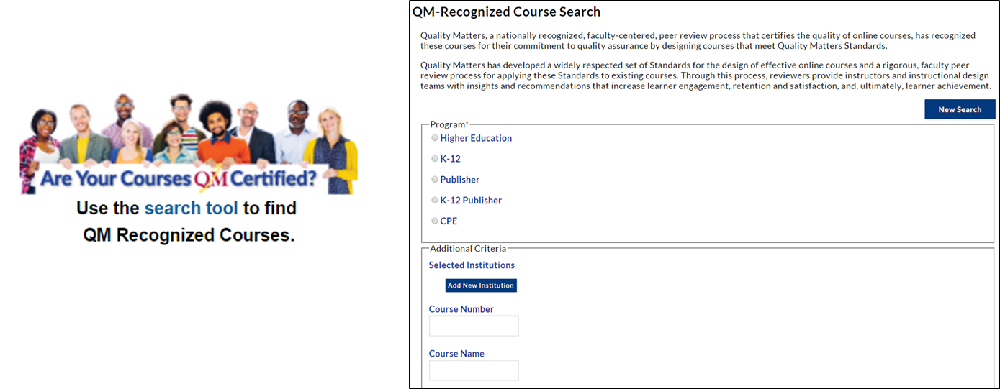 Are Your Courses QM Certified?
Use the search tool to find
QM Recognized Courses.
QM-Recognized Course Search
Quality Matters, a nationally recognized, faculty-centered, peer review process that certifies the quality of online courses, has recognized
these courses for their commitment to quality assurance by designing courses that meet Quality Matters Standards.
Quality Matters has developed a widely respected set of Standards for the design of effective online courses and a rigorous, faculty peer
review process for applying these Standards to existing courses. Through this process, reviewers provide instructors and instructional design
teams with insights and recommendations that increase learner engagement, retention and satisfaction, and, ultimately, learner achievement.
New Search
Program*
Higher Education
K-12
Publisher
K-12 Publisher
CPE
Additional Criteria
Selected Institutions
Add New Institution
Course Number
Course Name